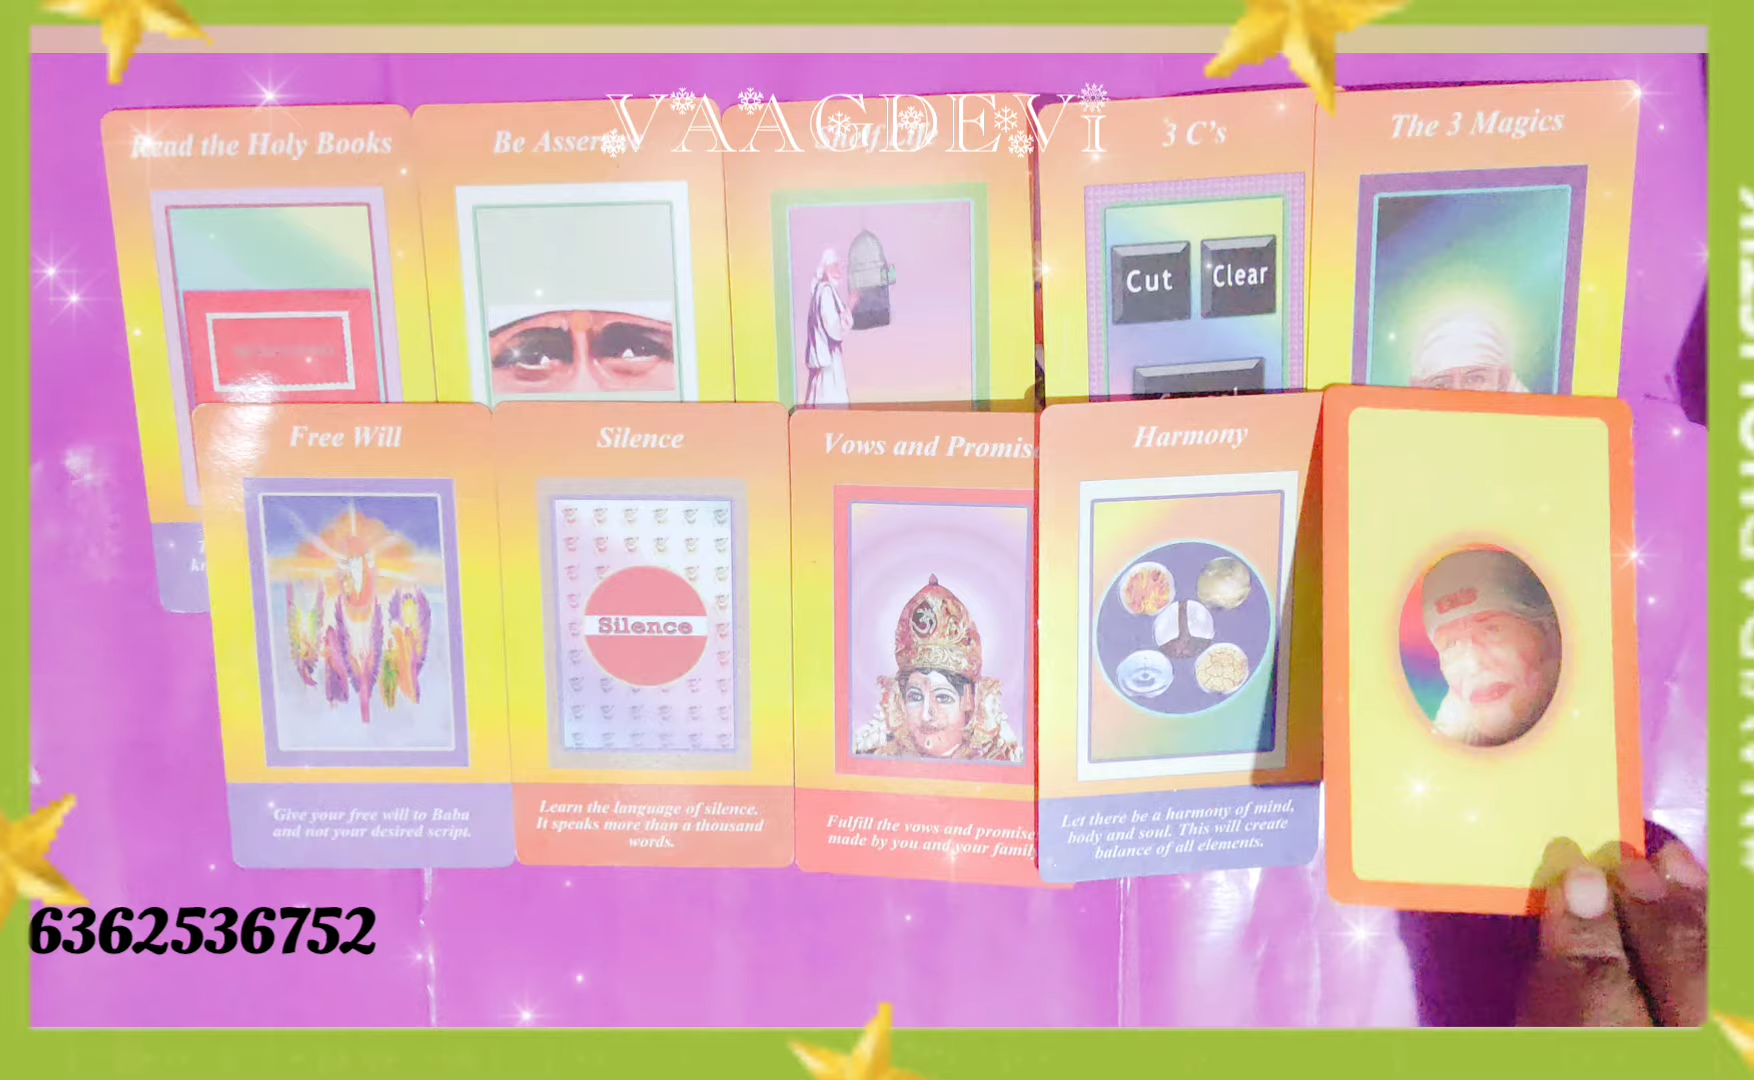 VAAGDEVI
Read the Holy Books
Be
3 C's
The 3 Magics
Cut
Clear
Free Will
Silence
Vows and
Harmony
Silence
Give your free will to Baba
and not your desired script.
Learn the language of silence.
It speaks more than a thousand
words.
Fulfill the vows and promise
made by you and your family
Let there be a harmony of mind,
body and soul. This will create
balance of all elements.
6362536752